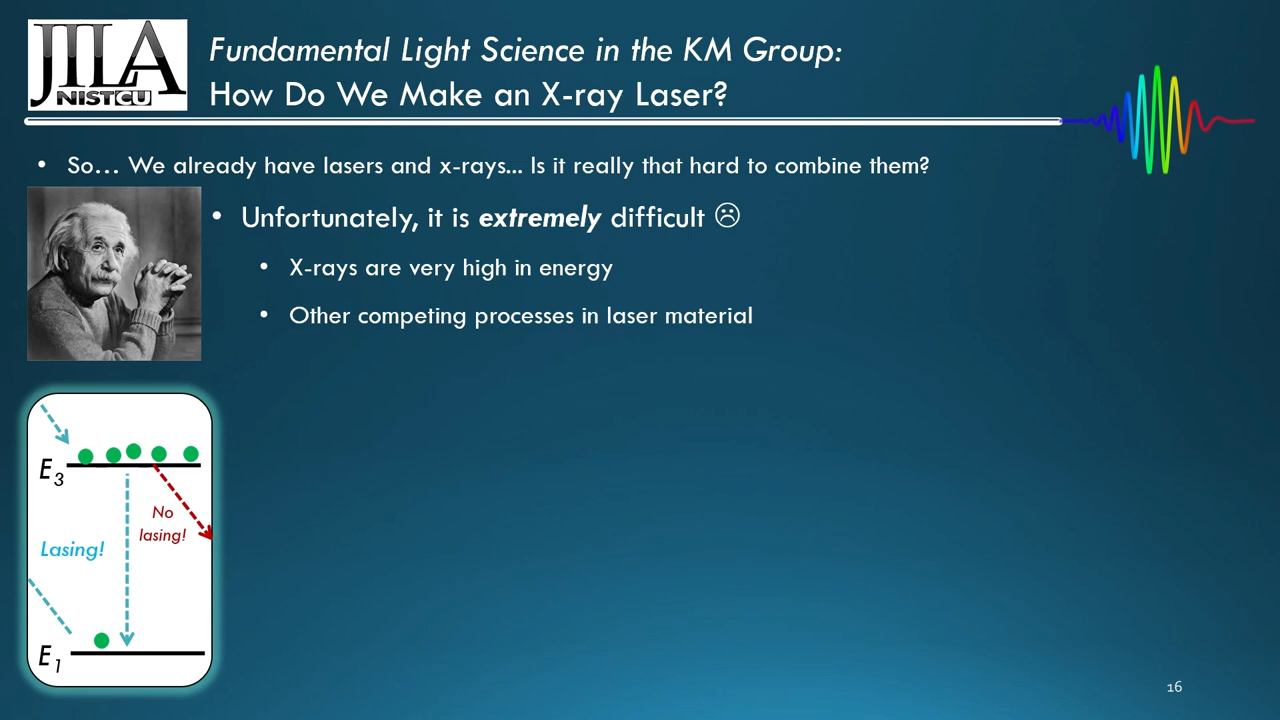 JILA
NIST CU
Fundamental Light Science in the KM Group:
How Do We Make an X-ray Laser?
• So… We already have lasers and x-rays... Is it really that hard to combine them?
• Unfortunately, it is extremely difficult ☹
• X-rays are very high in energy
• Other competing processes in laser material
E3
No
lasing!
Lasing!
E1
16